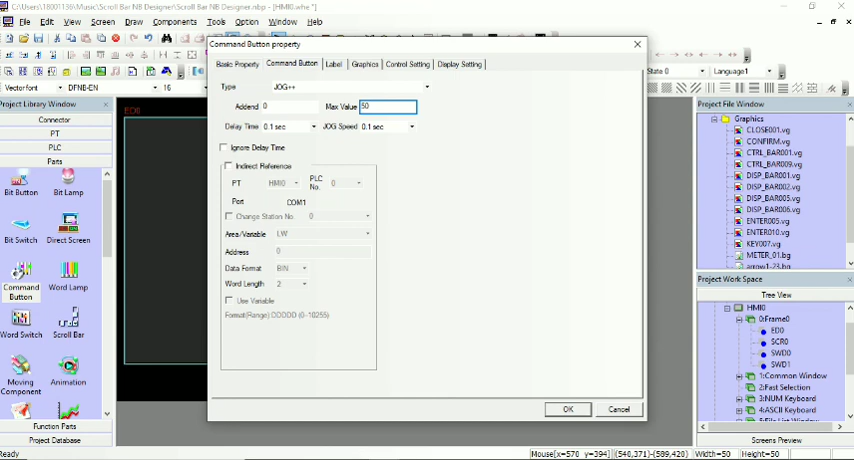 C:\Users\18001136\Music\Scroll Bar NB Designer\Scroll Bar NB Designer.nbp - [HMI0.whe *]
File Edit View Screen Draw Components Tools Option Window Help
State 0 Language1
Vector font DFNB-EN 16
Project Library Window
Connector
PT
PLC
Parts
Bit Button Bit Lamp
Bit Switch Direct Screen
Command Button Word Lamp
Word Switch Scroll Bar
Moving Component Animation
Function Parts
Project Database
ED0
Command Button property
Basic Property Command Button Label Graphics Control Setting Display Setting
Type JOG++
Addend 0 Max Value 50
Delay Time 0.1 sec JOG Speed 0.1 sec
Ignore Delay Time
Indirect Reference
PT HMI0 PLC No. 0
Port COM1
Change Station No. 0
Area/Variable LW
Address 0
Data Format BIN
Word Length 2
Use Variable
Format(Range):DDDDD (0--10255)
OK Cancel
Project File Window
Graphics
CLOSE001.vg
CONFIRM.vg
CTRL_BAR001.vg
CTRL_BAR009.vg
DISP_BAR001.vg
DISP_BAR002.vg
DISP_BAR005.vg
DISP_BAR006.vg
ENTER005.vg
ENTER010.vg
KEY007.vg
METER_01.bg
arrow1-23.bg
Project Work Space
Tree View
HMI0
0:Frame0
ED0
SCR0
SWD0
SWD1
1:Common Window
2:Fast Selection
3:NUM Keyboard
4:ASCII Keyboard
5:File List Window
Screens Preview
Ready
Mouse[x=570 y=394] (540,371)-(589,420) Width=50 Height=50